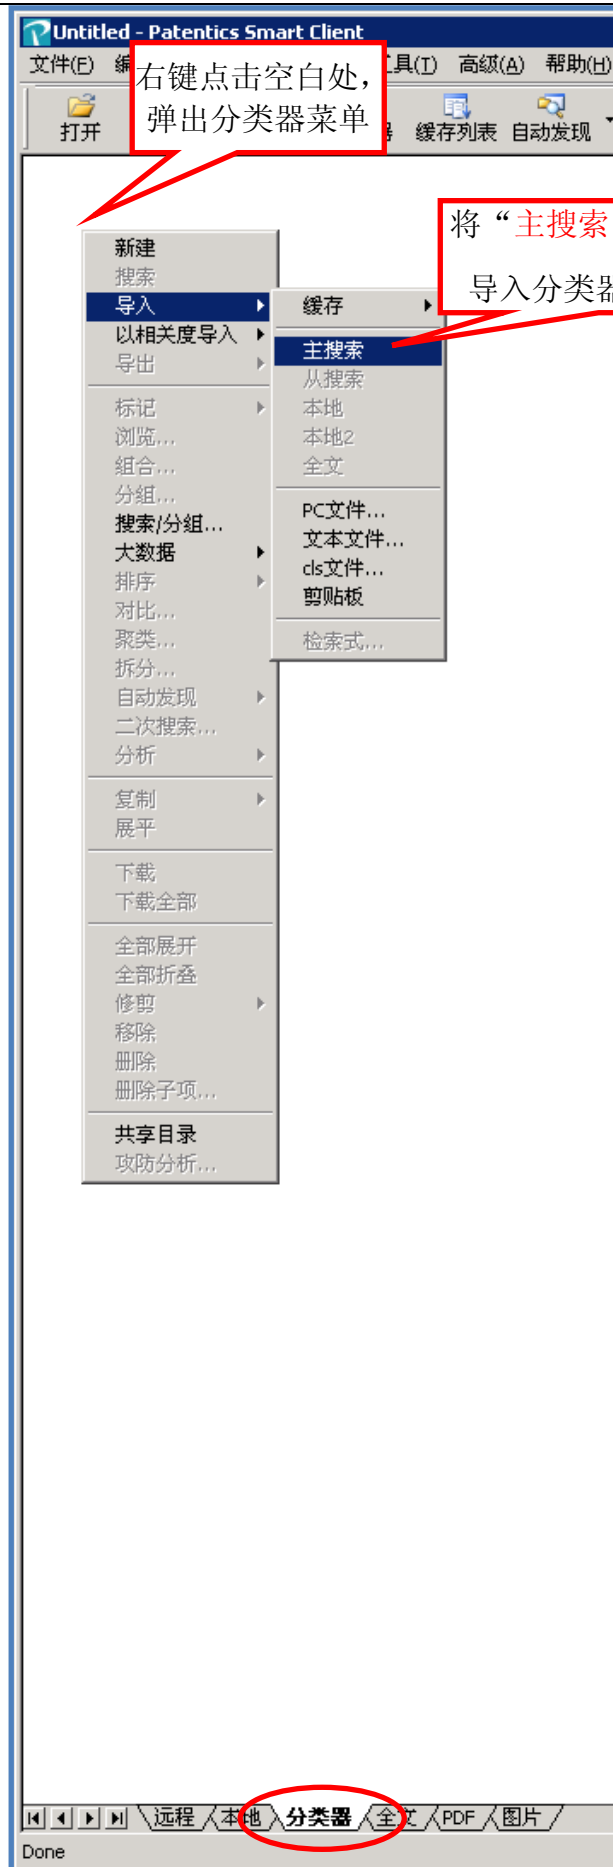 Untitled - Patentics Smart Client
文件(F) 编 具(T) 高级(A) 帮助(H)
右键点击空白处，
弹出分类器菜单
打开 缓存列表 自动发现
将“主搜索
导入分类器
新建
搜索
导入
以相关度导入
导出
标记
浏览...
组合...
分组...
搜索/分组...
大数据
排序
对比...
聚类...
拆分...
自动发现
二次搜索...
分析
复制
展平
下载
下载全部
全部展开
全部折叠
修剪
移除
删除
删除子项...
共享目录
攻防分析...
缓存
主搜索
从搜索
本地
本地2
全文
PC文件...
文本文件...
cls文件...
剪贴板
检索式...
远程 本地 分类器 全文 PDF 图片
Done